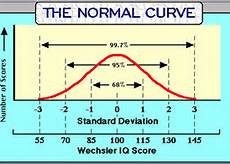 THE NORMAL CURVE
Number of Scores
99.7%
95%
68%
-3 -2 -1 0 1 2 3
Standard Deviation
55 70 85 100 115 130 145
Wechsler IQ Score